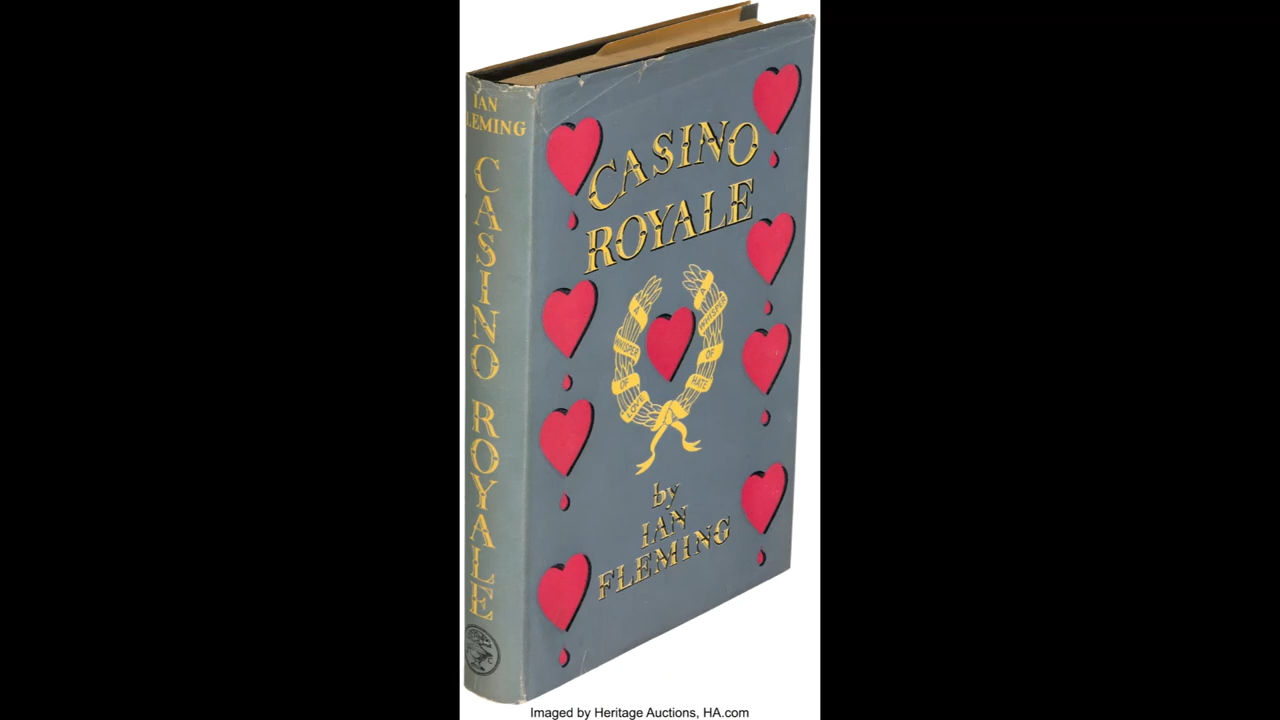 IAN
FLEMING
CASINO
ROYALE
CASINO
ROYALE
A
WHISPER
OF
LOVE
A
WHISPER
OF
HATE
by
IAN
FLEMING
Imaged by Heritage Auctions, HA.com